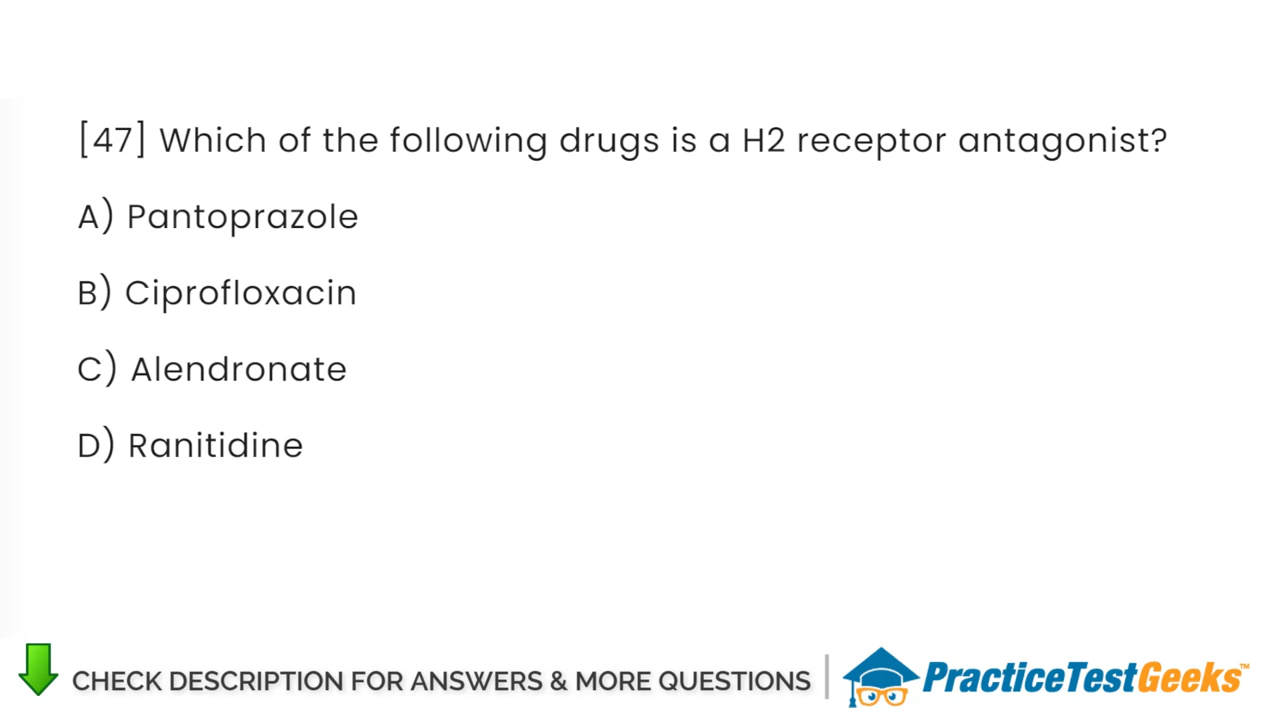 [47] Which of the following drugs is a H2 receptor antagonist?
A) Pantoprazole
B) Ciprofloxacin
C) Alendronate
D) Ranitidine
CHECK DESCRIPTION FOR ANSWERS & MORE QUESTIONS
PracticeTestGeeks™